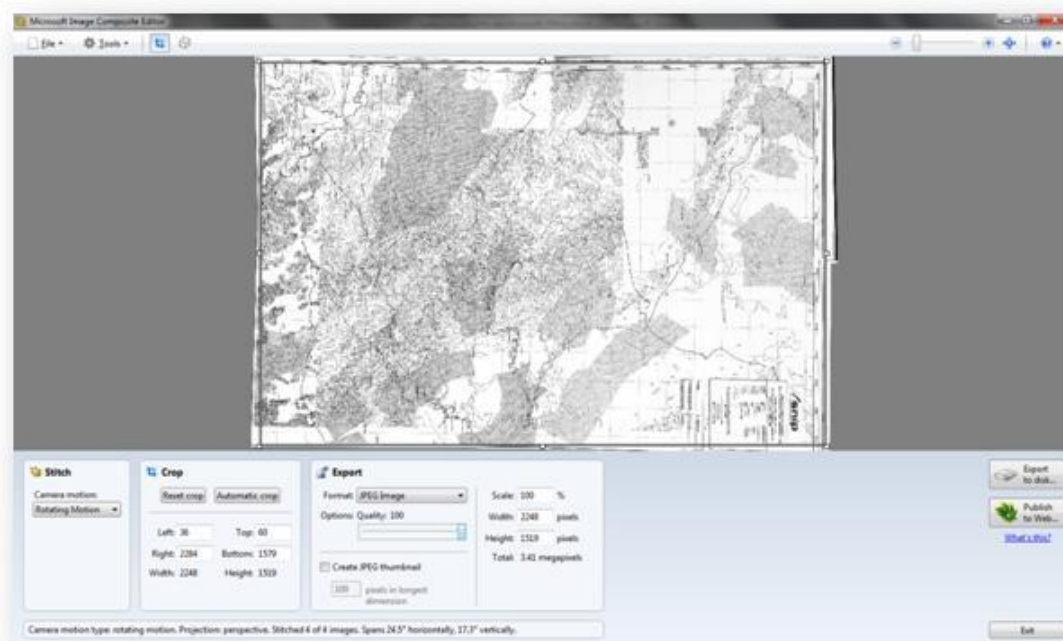 Microsoft Image Composite Editor
File Tools
Stitch
Camera motion:
Rotating Motion
Crop
Reset crop Automatic crop
Left: 36 Top: 60
Right: 2284 Bottom: 1579
Width: 2248 Height: 1519
Export
Format: JPEG Image
Options: Quality: 100
Create JPEG thumbnail
100 pixels in longest
dimension
Scale: 100 %
Width: 2248 pixels
Height: 1519 pixels
Total: 3.41 megapixels
Export
to disk...
Publish
to Web...
What's this?
Camera motion type: rotating motion. Projection: perspective. Stitched 4 of 4 images. Spans 24.5° horizontally, 17.3° vertically.
Exit